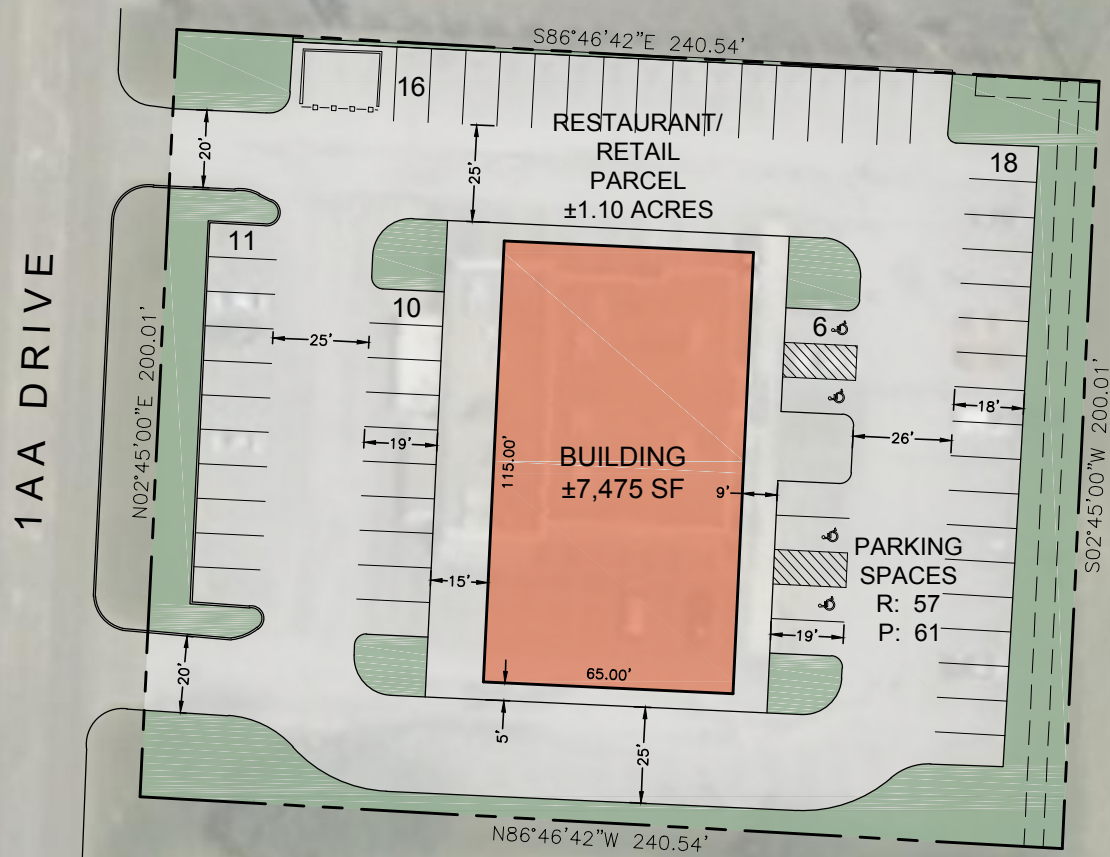 S86°46'42"E 240.54'
16
RESTAURANT/
RETAIL
PARCEL
±1.10 ACRES
18
20'
25'
11
10
6
25'
1AA DRIVE
N02°45'00"E 200.01'
19'
115.00'
BUILDING
±7,475 SF
9'
18'
26'
S02°45'00"W 200.01'
15'
PARKING
SPACES
R: 57
P: 61
19'
65.00'
20'
5'
25'
N86°46'42"W 240.54'